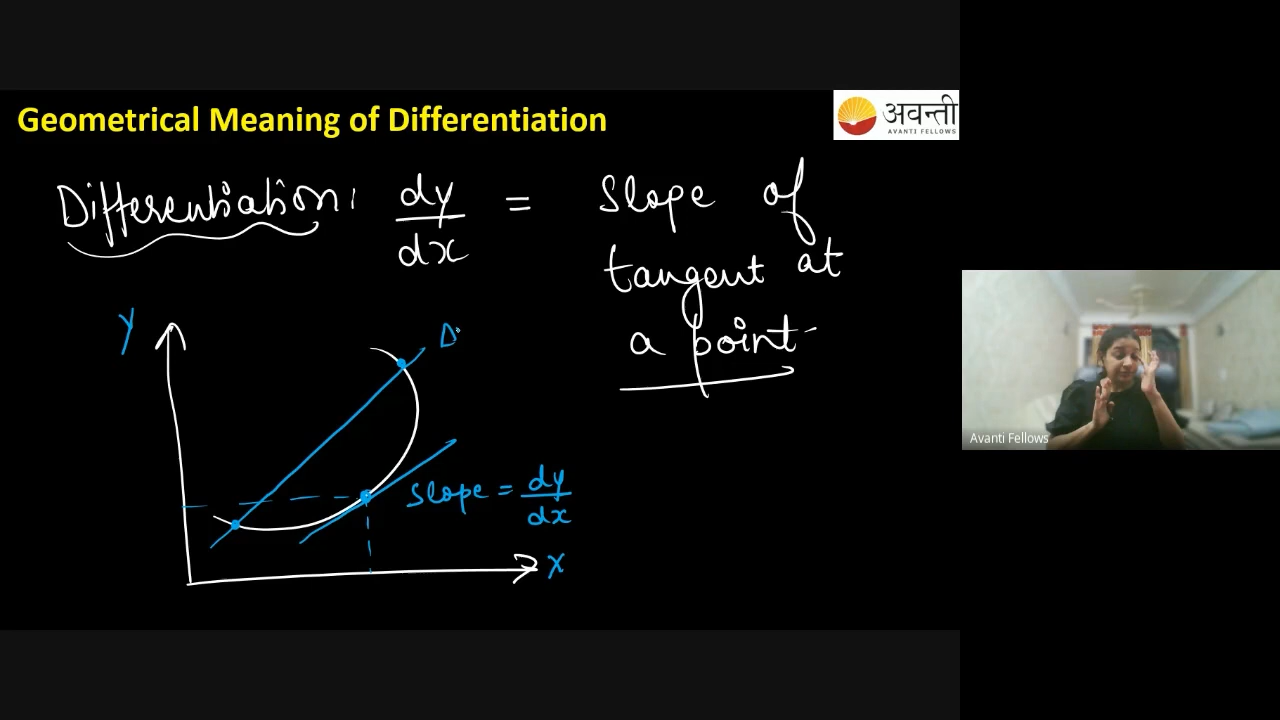 Geometrical Meaning of Differentiation
अवन्ती
AVANTI FELLOWS
Differentiation: dy/dx = Slope of
tangent at
a point
Y
Δ
Slope = dy/dx
X
Avanti Fellows